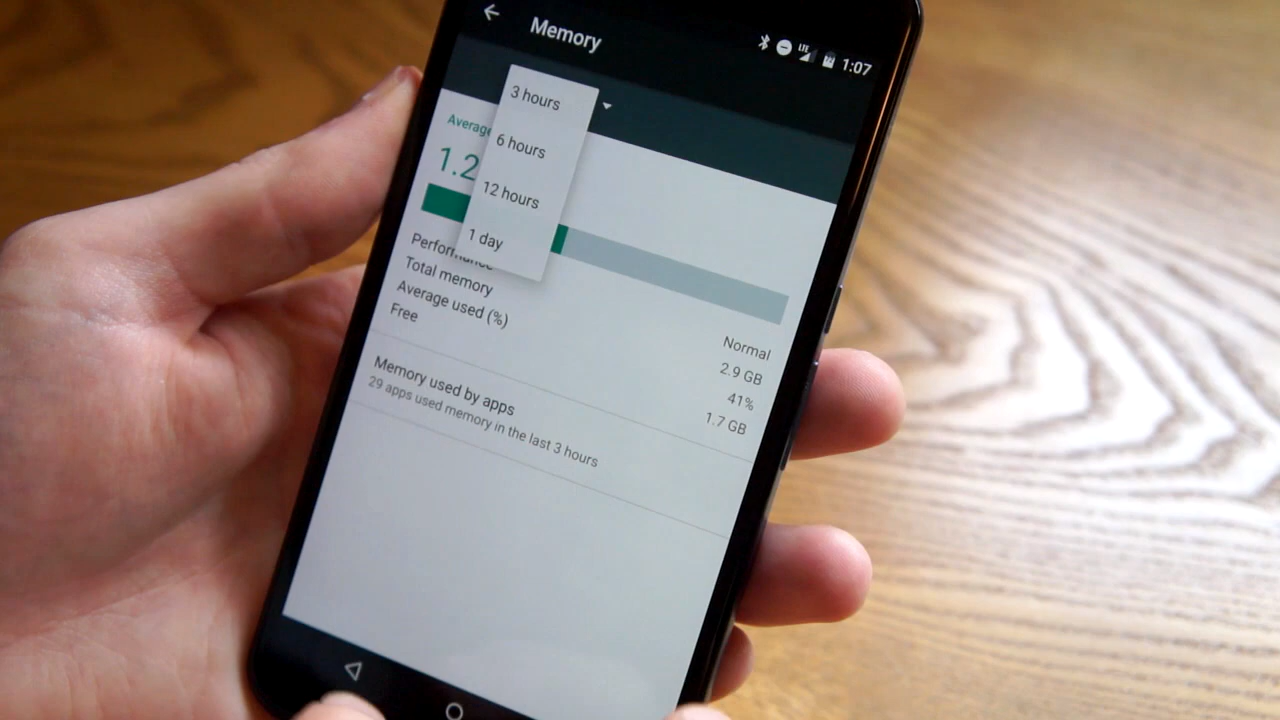 Memory
LTE
1:07
3 hours
6 hours
12 hours
1 day
Average
1.2
Performance
Normal
Total memory
2.9 GB
Average used (%)
41%
Free
1.7 GB
Memory used by apps
29 apps used memory in the last 3 hours